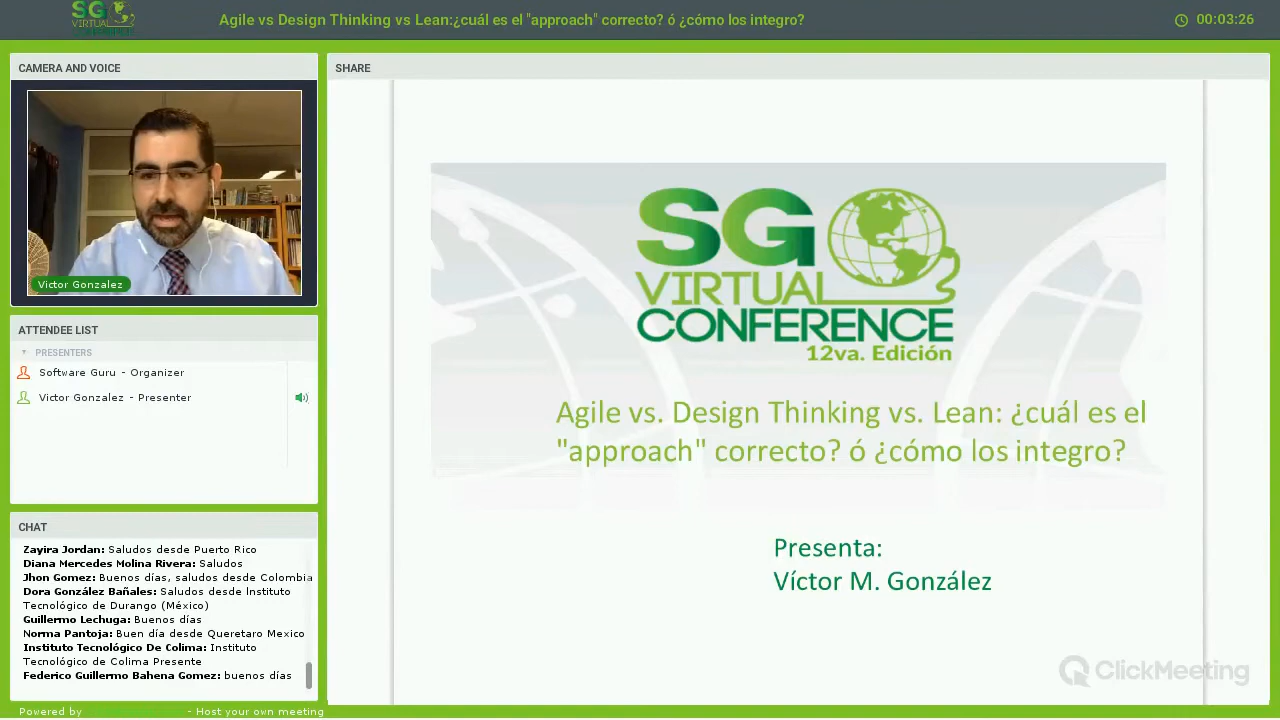 SG
VIRTUAL
CONFERENCE
Agile vs Design Thinking vs Lean:¿cuál es el "approach" correcto? ó ¿cómo los integro?
00:03:26
CAMERA AND VOICE
Victor Gonzalez
ATTENDEE LIST
PRESENTERS
Software Guru - Organizer
Victor Gonzalez - Presenter
CHAT
Zayira Jordan: Saludos desde Puerto Rico
Diana Mercedes Molina Rivera: Saludos
Jhon Gomez: Buenos días, saludos desde Colombia
Dora González Bañales: Saludos desde Instituto
Tecnológico de Durango (México)
Guillermo Lechuga: Buenos días
Norma Pantoja: Buen día desde Queretaro Mexico
Instituto Tecnológico De Colima: Instituto
Tecnológico de Colima Presente
Federico Guillermo Bahena Gomez: buenos días
Powered by
- Host your own meeting
SHARE
SG
VIRTUAL
CONFERENCE
12va. Edición
Agile vs. Design Thinking vs. Lean: ¿cuál es el
"approach" correcto? ó ¿cómo los integro?
Presenta:
Víctor M. González
ClickMeeting